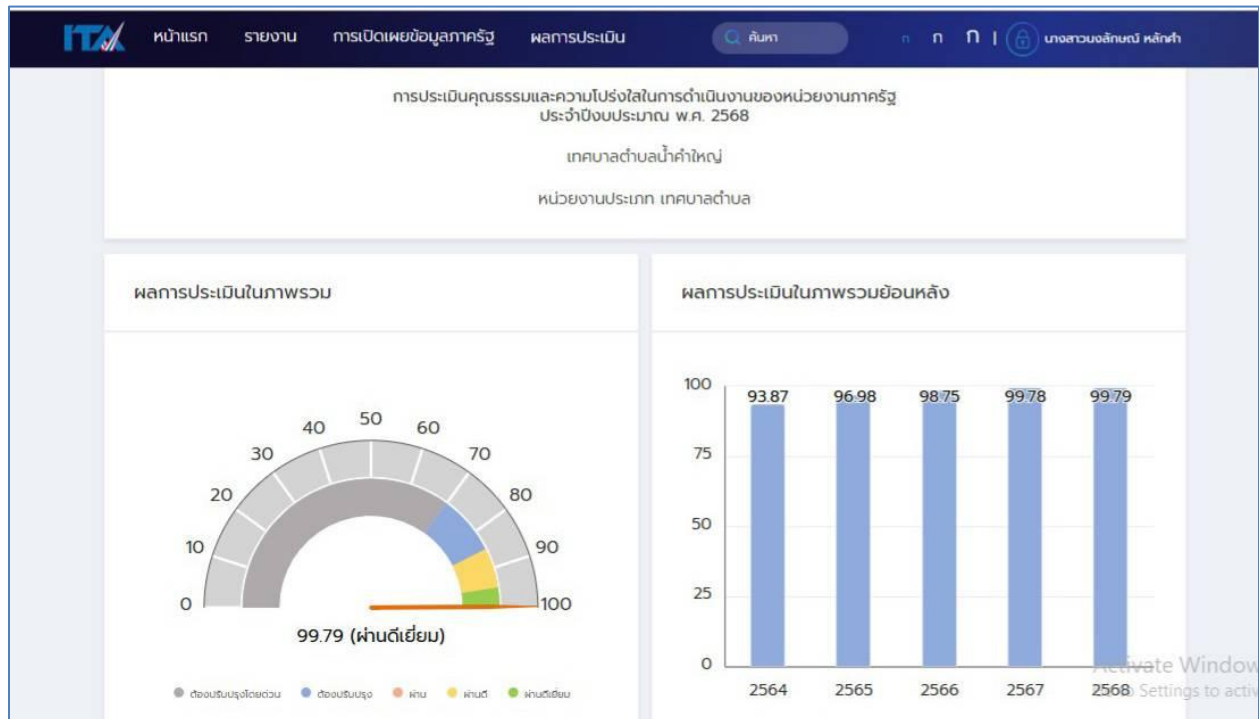 ITA หน้าแรก รายงาน การเปิดเผยข้อมูลภาครัฐ ผลการประเมิน ค้นหา ก ก ก | นางสาวนงลักษณ์ หลักคำ
การประเมินคุณธรรมและความโปร่งใสในการดำเนินงานของหน่วยงานภาครัฐ
ประจำปีงบประมาณ พ.ศ. 2568
เทศบาลตำบลน้ำคำใหญ่
หน่วยงานประเภท เทศบาลตำบล
ผลการประเมินในภาพรวม
0
10
20
30
40
50
60
70
80
90
100
99.79 (ผ่านดีเยี่ยม)
ต้องปรับปรุงโดยด่วน ต้องปรับปรุง ผ่าน ผ่านดี ผ่านดีเยี่ยม
ผลการประเมินในภาพรวมย้อนหลัง
100
75
50
25
0
93.87 96.98 98.75 99.78 99.79
2564 2565 2566 2567 2568
Activate Window
to Settings to activ